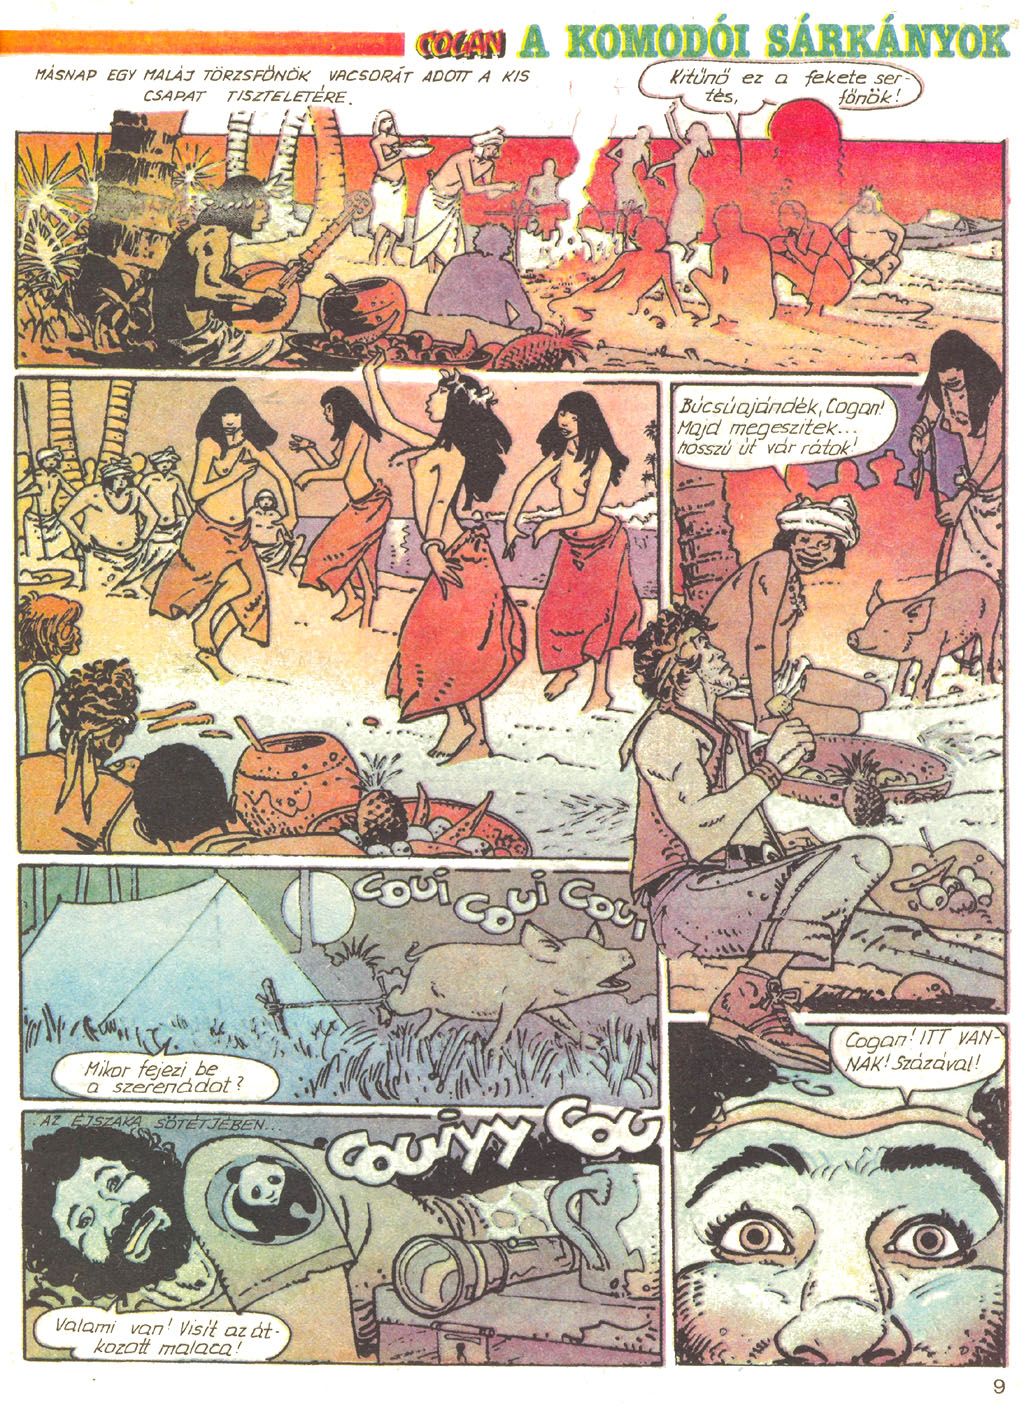 COGAN A KOMODÓI SÁRKÁNYOK
MÁSNAP EGY MALÁJ TÖRZSFŐNÖK VACSORÁT ADOTT A KIS
CSAPAT TISZTELETÉRE.
Kitűnő ez a fekete ser-
tés, főnök!
Búcsúajándék, Cogan!
Majd megeszitek...
hosszú út vár rátok!
COUI COUI COUI
Mikor fejezi be
a szerenádot?
..AZ ÉJSZAKA SÖTÉTJÉBEN...
COUIYY COU
Valami van! Visít az át-
kozott malaca!
Cogan! ITT VAN-
NAK! Százával!
9